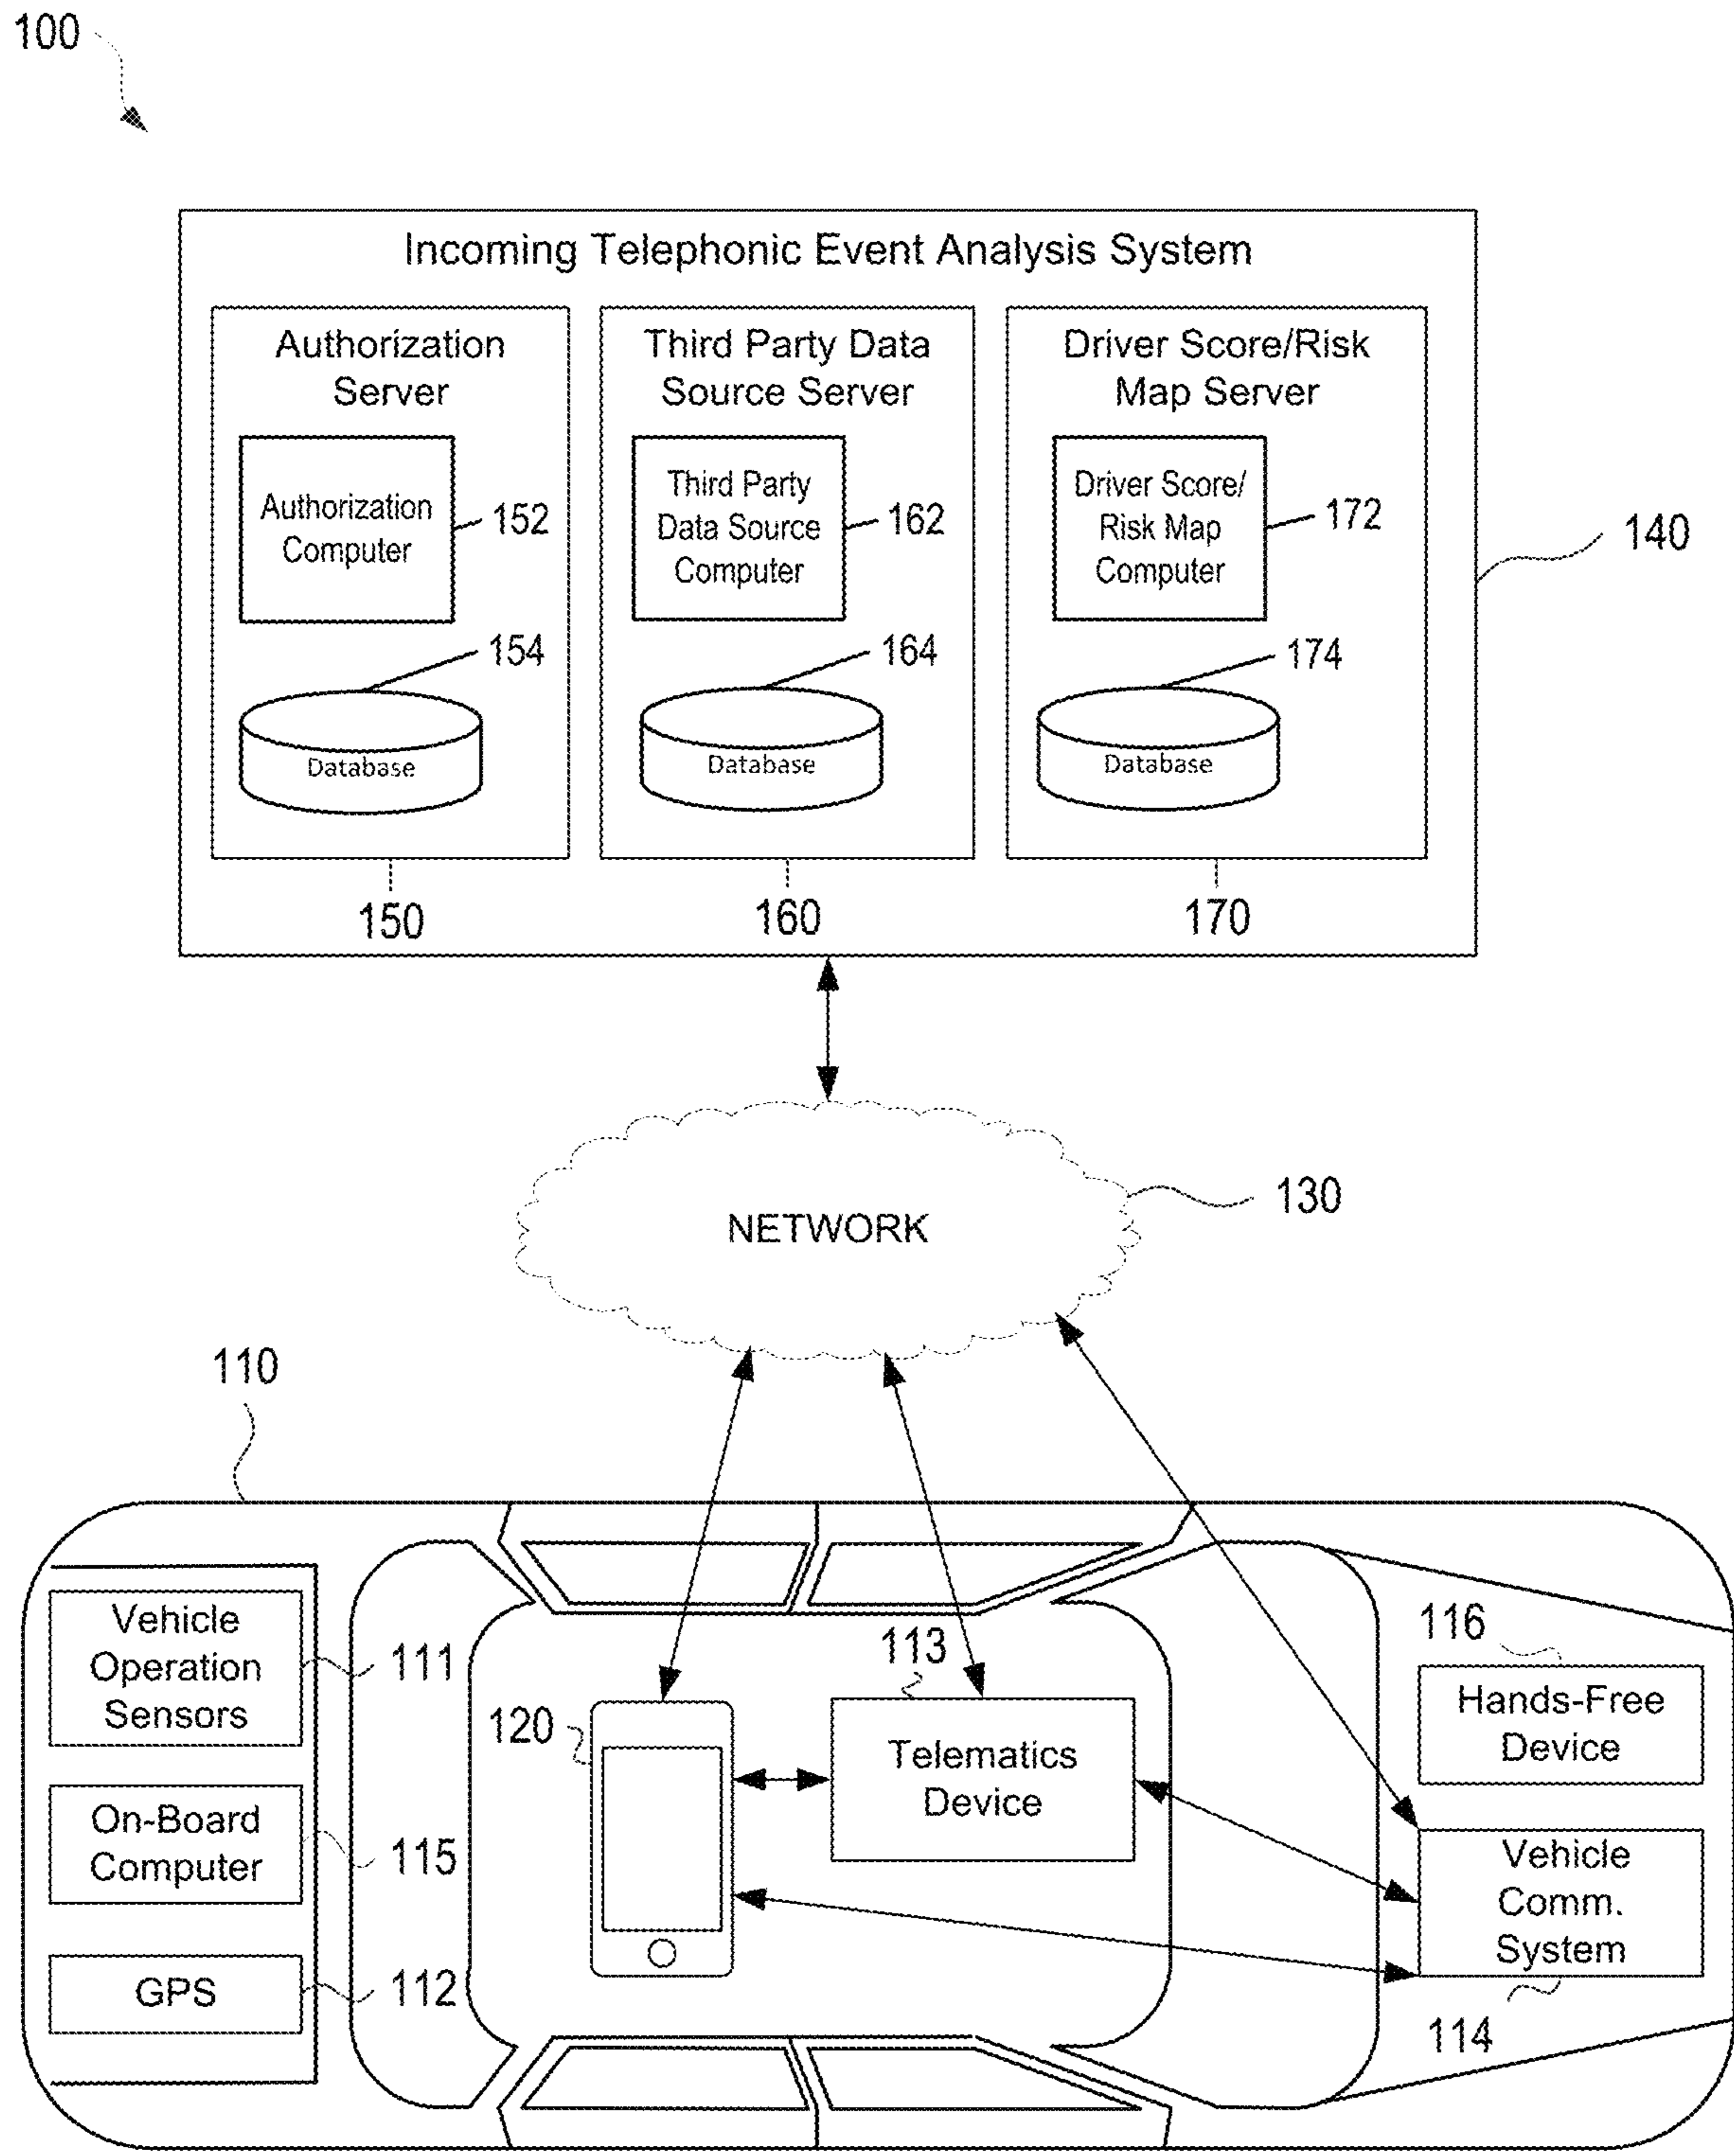 100
Incoming Telephonic Event Analysis System
Authorization
Server
Authorization
Computer
152
154
Database
150
Third Party Data
Source Server
Third Party
Data Source
Computer
162
164
Database
160
Driver Score/Risk
Map Server
Driver Score/
Risk Map
Computer
172
174
Database
170
140
NETWORK
130
110
Vehicle
Operation
Sensors
111
On-Board
Computer
115
GPS
112
120
113
Telematics
Device
116
Hands-Free
Device
Vehicle
Comm.
System
114